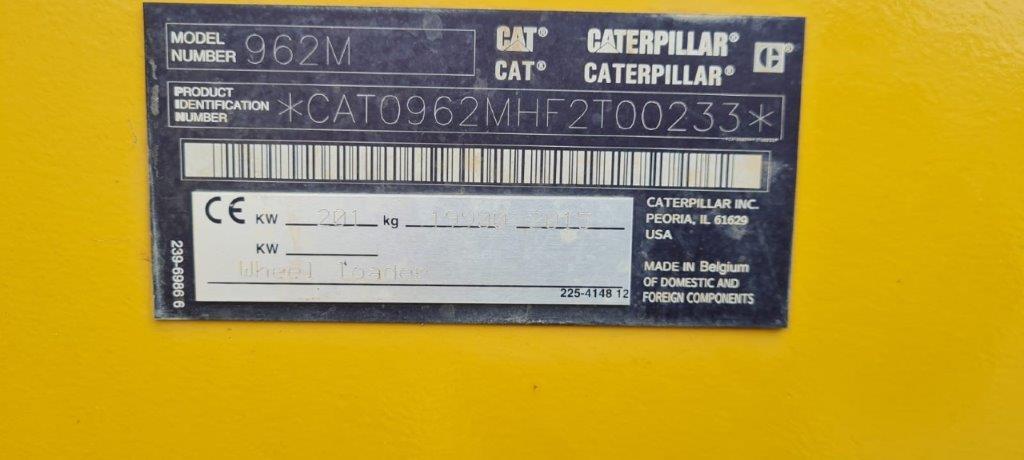 MODEL NUMBER 962M
CAT® CATERPILLAR®
CAT® CATERPILLAR®
PRODUCT IDENTIFICATION NUMBER *CAT0962MHF2T00233*
CE KW 201 kg 19900 2015
KW
Wheel loader
225-4148 12
239-6986 6
CATERPILLAR INC.
PEORIA, IL 61629
USA
MADE IN Belgium
OF DOMESTIC AND
FOREIGN COMPONENTS